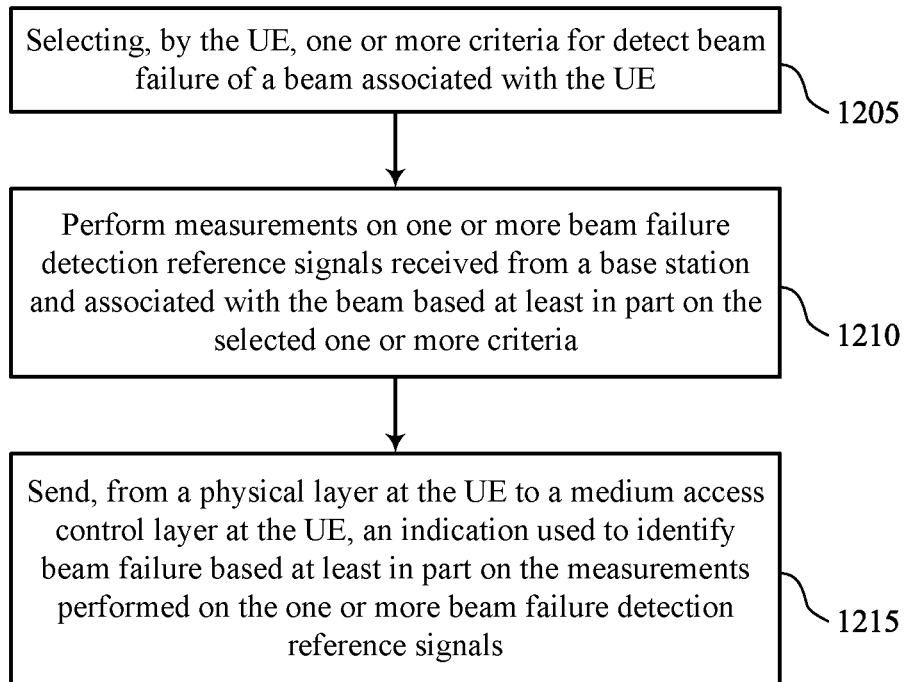 Selecting, by the UE, one or more criteria for detect beam
failure of a beam associated with the UE
1205
Perform measurements on one or more beam failure
detection reference signals received from a base station
and associated with the beam based at least in part on the
selected one or more criteria
1210
Send, from a physical layer at the UE to a medium access
control layer at the UE, an indication used to identify
beam failure based at least in part on the measurements
performed on the one or more beam failure detection
reference signals
1215